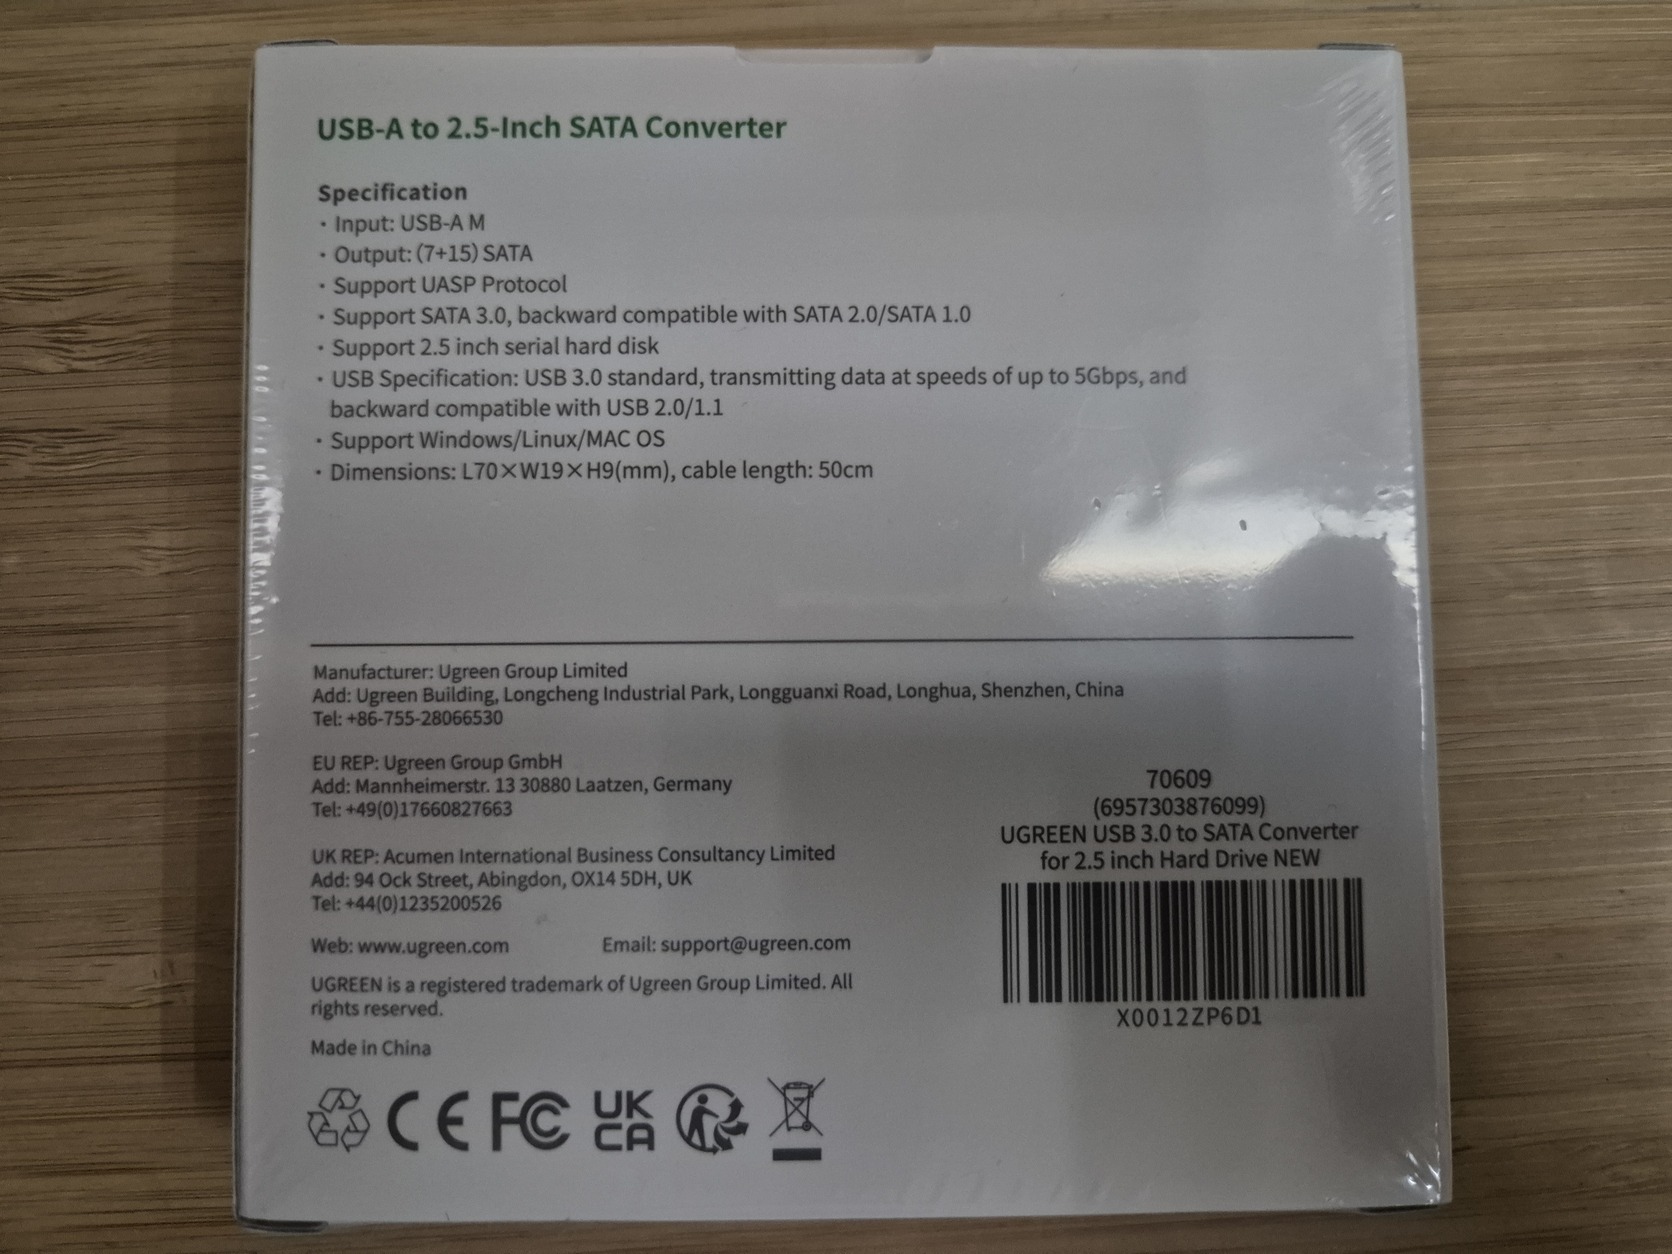 USB-A to 2.5-Inch SATA Converter
Specification
· Input: USB-A M
· Output: (7+15) SATA
· Support UASP Protocol
· Support SATA 3.0, backward compatible with SATA 2.0/SATA 1.0
· Support 2.5 inch serial hard disk
· USB Specification: USB 3.0 standard, transmitting data at speeds of up to 5Gbps, and
backward compatible with USB 2.0/1.1
· Support Windows/Linux/MAC OS
· Dimensions: L70×W19×H9(mm), cable length: 50cm
Manufacturer: Ugreen Group Limited
Add: Ugreen Building, Longcheng Industrial Park, Longguanxi Road, Longhua, Shenzhen, China
Tel: +86-755-28066530
EU REP: Ugreen Group GmbH
Add: Mannheimerstr. 13 30880 Laatzen, Germany
Tel: +49(0)17660827663
UK REP: Acumen International Business Consultancy Limited
Add: 94 Ock Street, Abingdon, OX14 5DH, UK
Tel: +44(0)1235200526
Web: www.ugreen.com Email: support@ugreen.com
UGREEN is a registered trademark of Ugreen Group Limited. All
rights reserved.
Made in China
CE FC UK
CA
70609
(6957303876099)
UGREEN USB 3.0 to SATA Converter
for 2.5 inch Hard Drive NEW
X0012ZP6D1